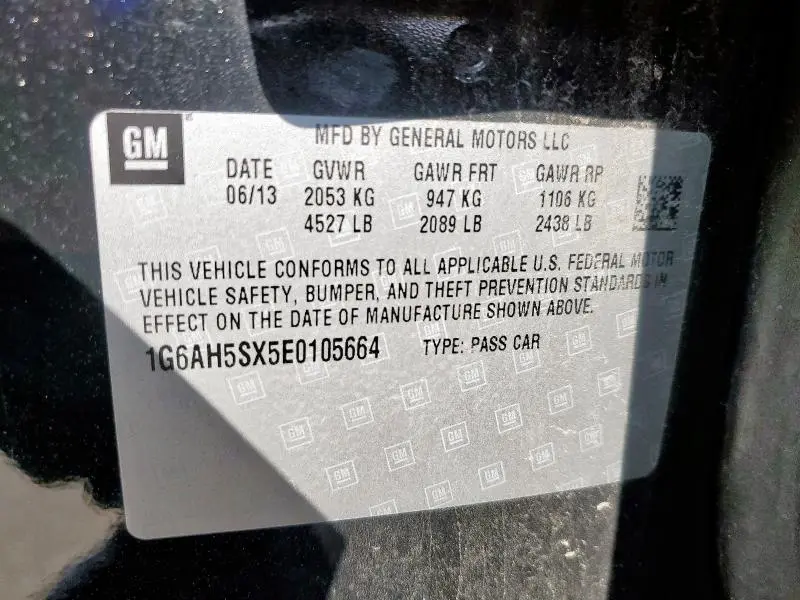 GM
MFD BY GENERAL MOTORS LLC
DATE GVWR GAWR FRT GAWR RP
06/13 2053 KG 947 KG 1106 KG
4527 LB 2089 LB 2438 LB
THIS VEHICLE CONFORMS TO ALL APPLICABLE U.S. FEDERAL MOTOR
VEHICLE SAFETY, BUMPER, AND THEFT PREVENTION STANDARDS IN
EFFECT ON THE DATE OF MANUFACTURE SHOWN ABOVE.
1G6AH5SX5E0105664 TYPE: PASS CAR